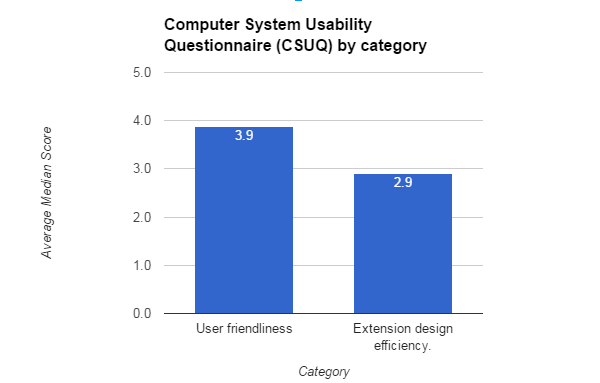 Computer System Usability
Questionnaire (CSUQ) by category
5.0
4.0
3.0
2.0
1.0
0.0
Average Median Score
3.9
2.9
User friendliness
Extension design
efficiency.
Category